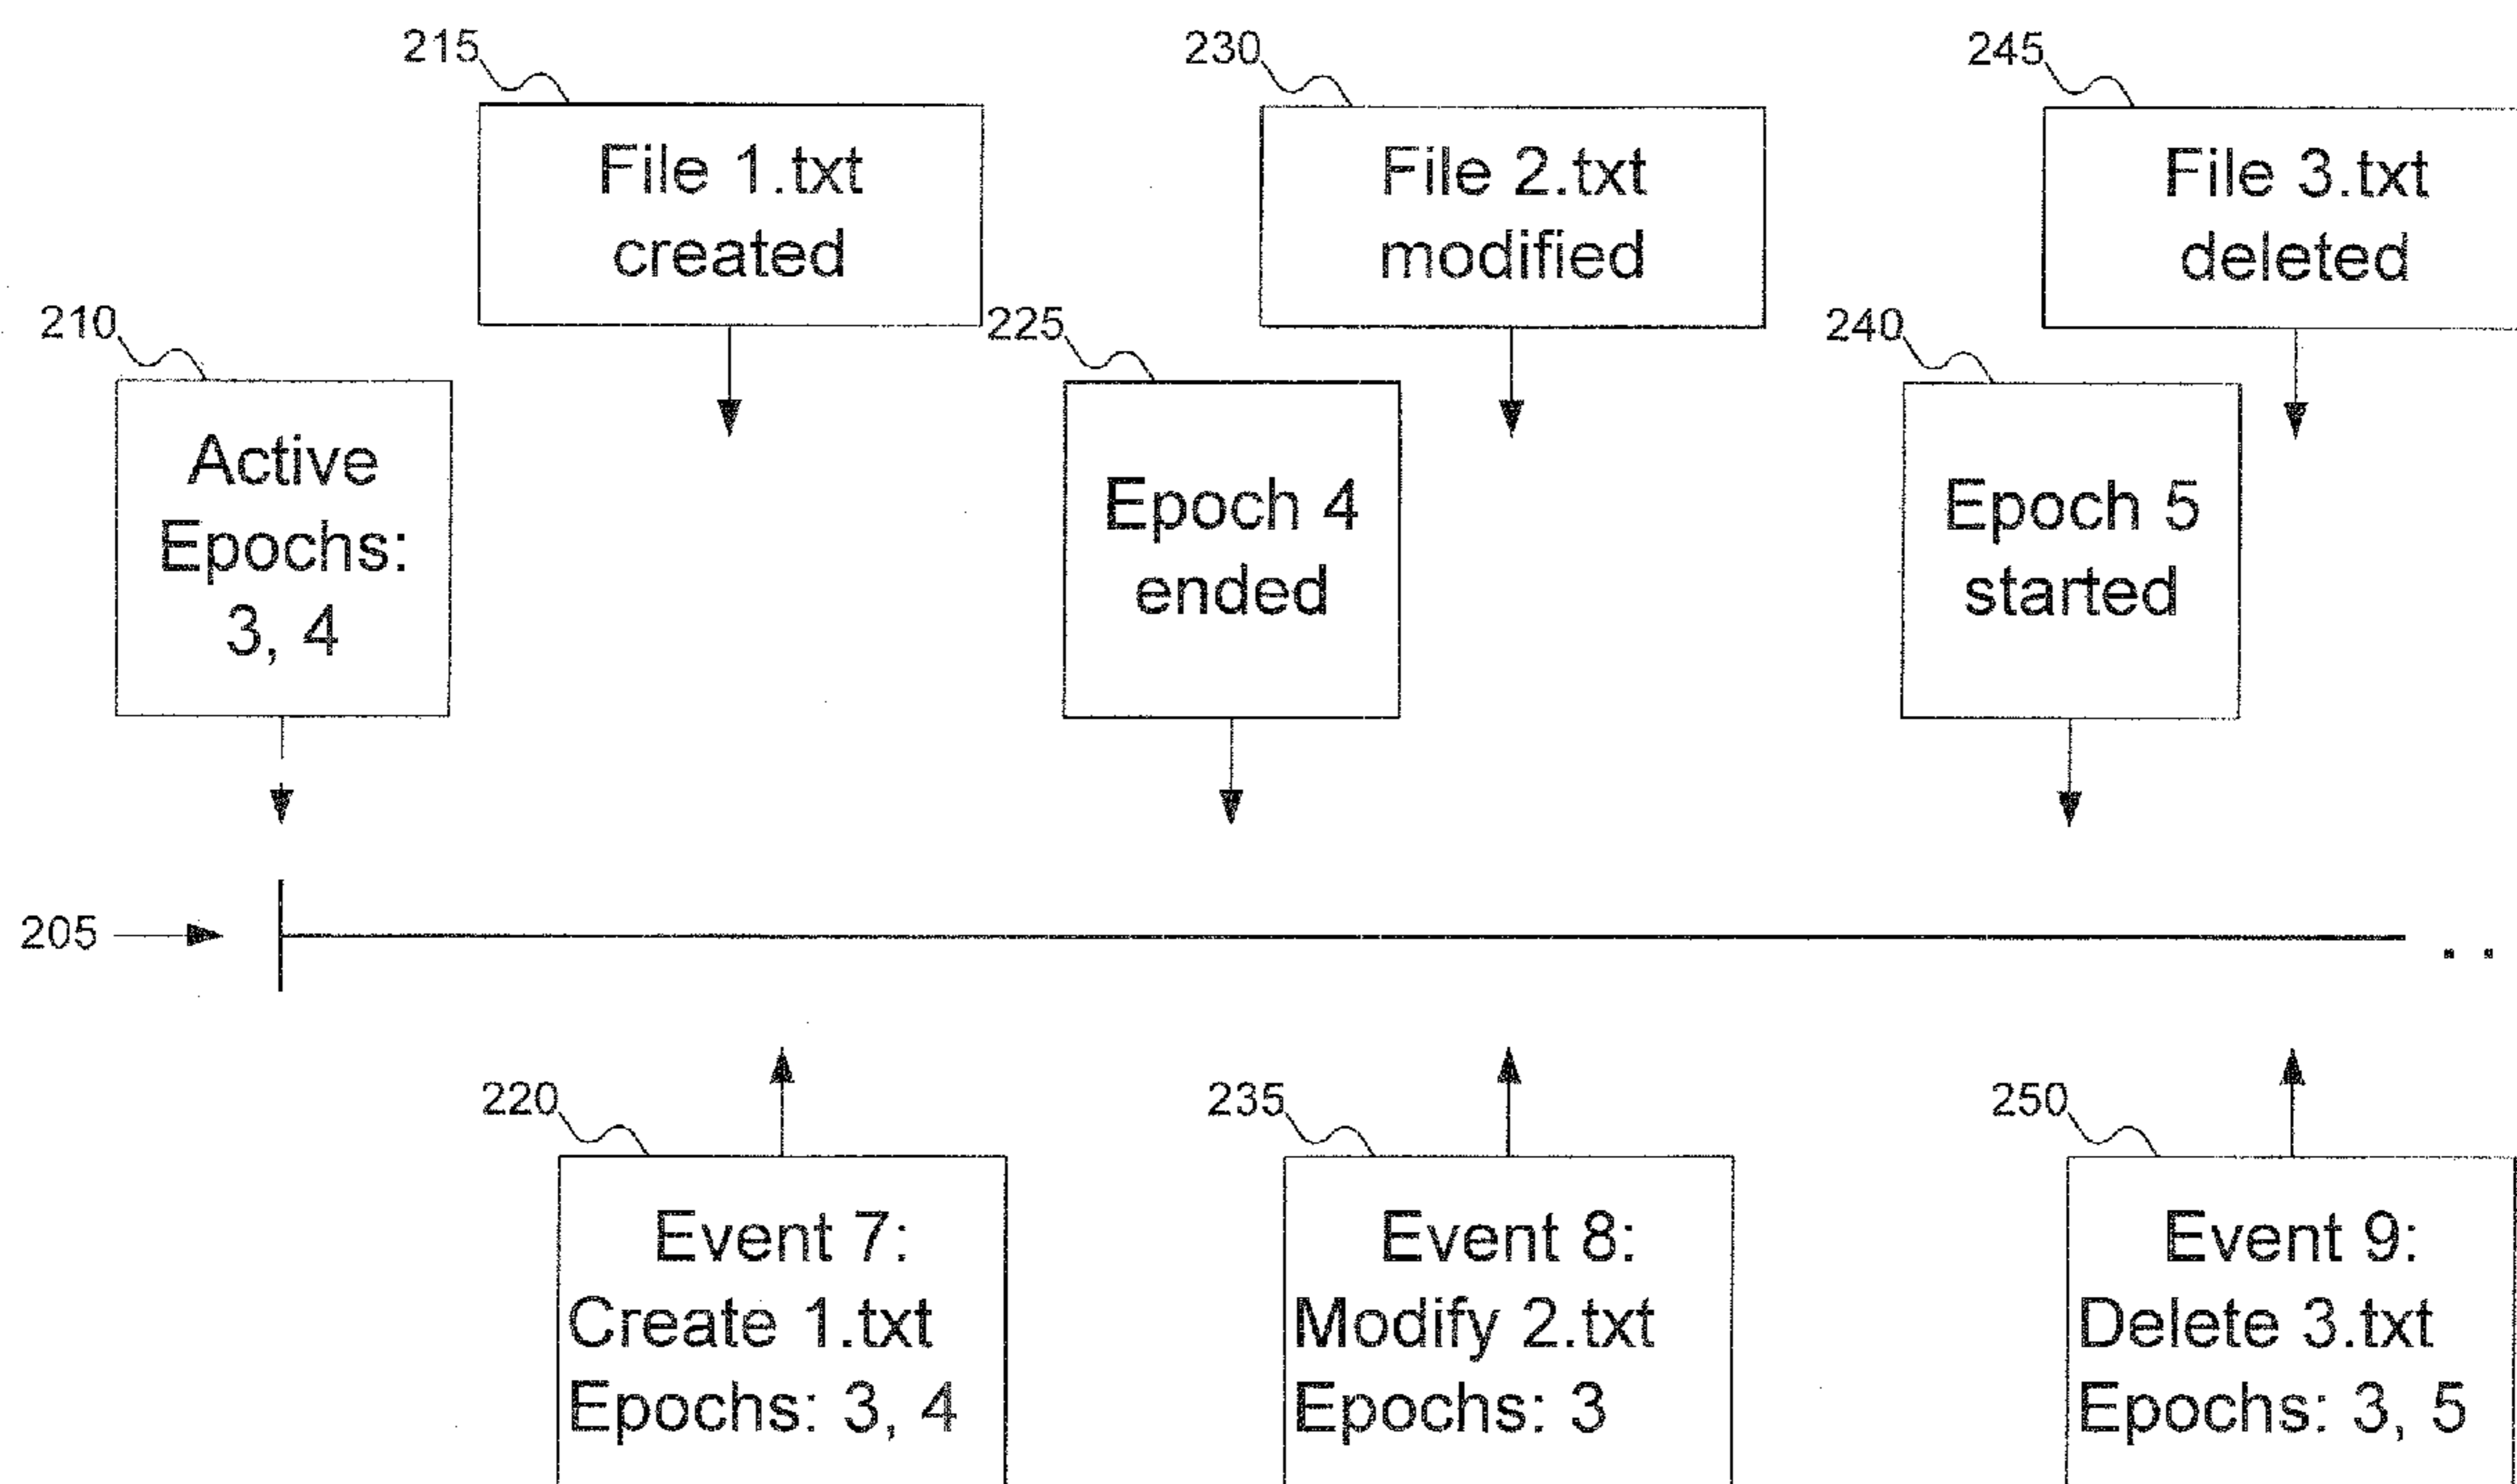 215
230
245
File 1.txt
created
File 2.txt
modified
File 3.txt
deleted
210
225
240
Active
Epochs:
3, 4
Epoch 4
ended
Epoch 5
started
205
..
220
235
250
Event 7:
Create 1.txt
Epochs: 3, 4
Event 8:
Modify 2.txt
Epochs: 3
Event 9:
Delete 3.txt
Epochs: 3, 5